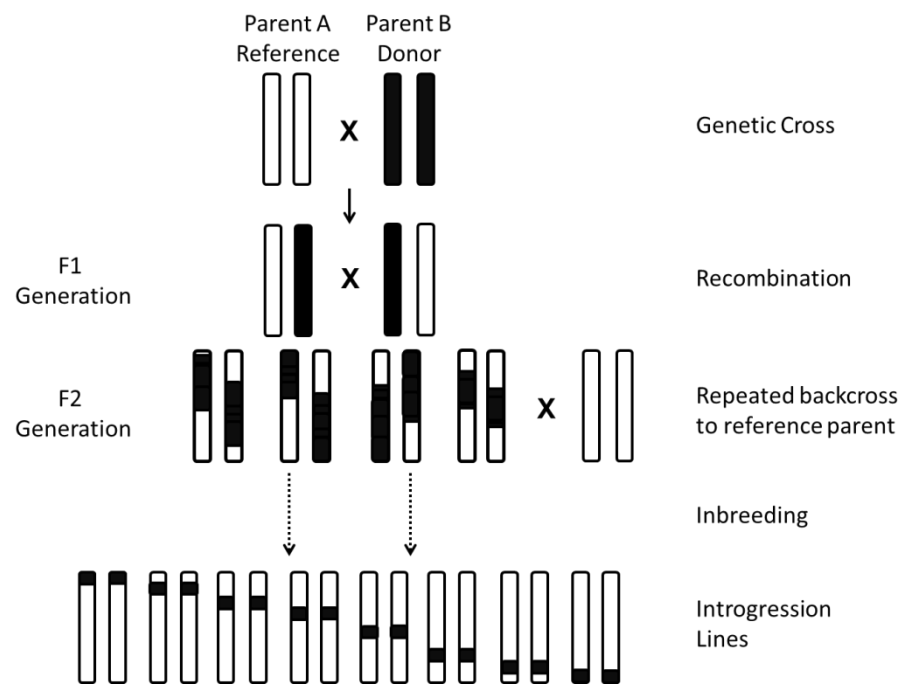 Parent A
Reference
Parent B
Donor
X
Genetic Cross
F1
Generation
X
Recombination
F2
Generation
X
Repeated backcross
to reference parent
Inbreeding
Introgression
Lines